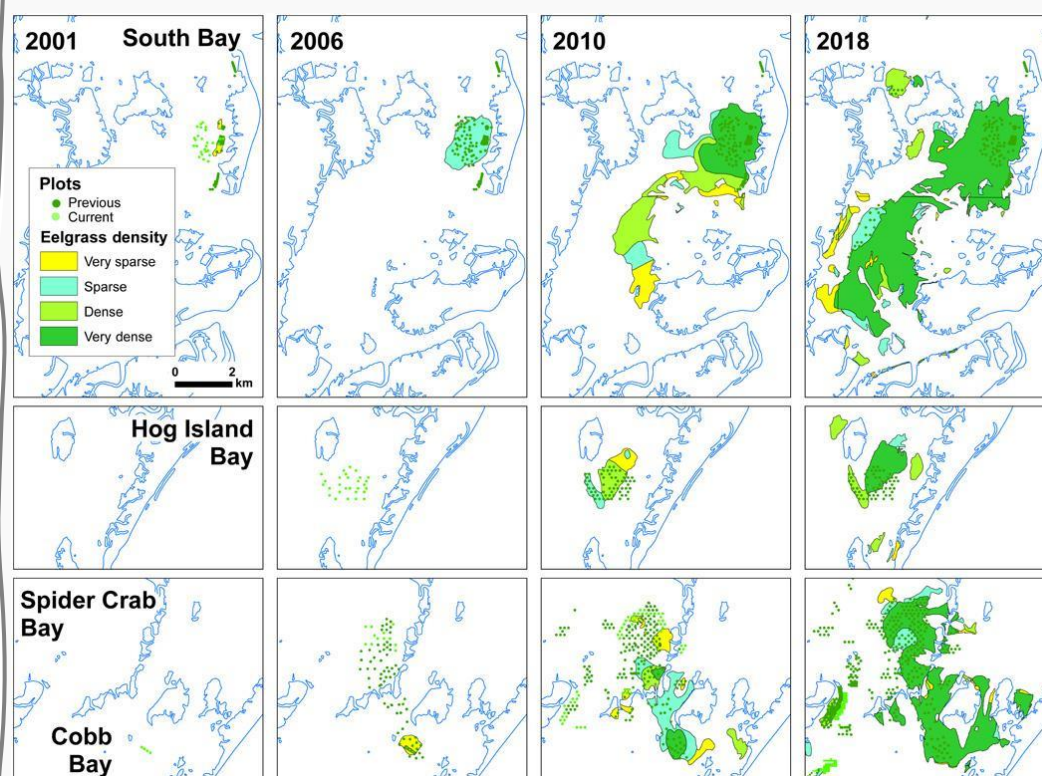 2001 South Bay
2006
2010
2018
Plots
Previous
Current
Eelgrass density
Very sparse
Sparse
Dense
Very dense
0 2
km
Hog Island
Bay
Spider Crab
Bay
Cobb
Bay